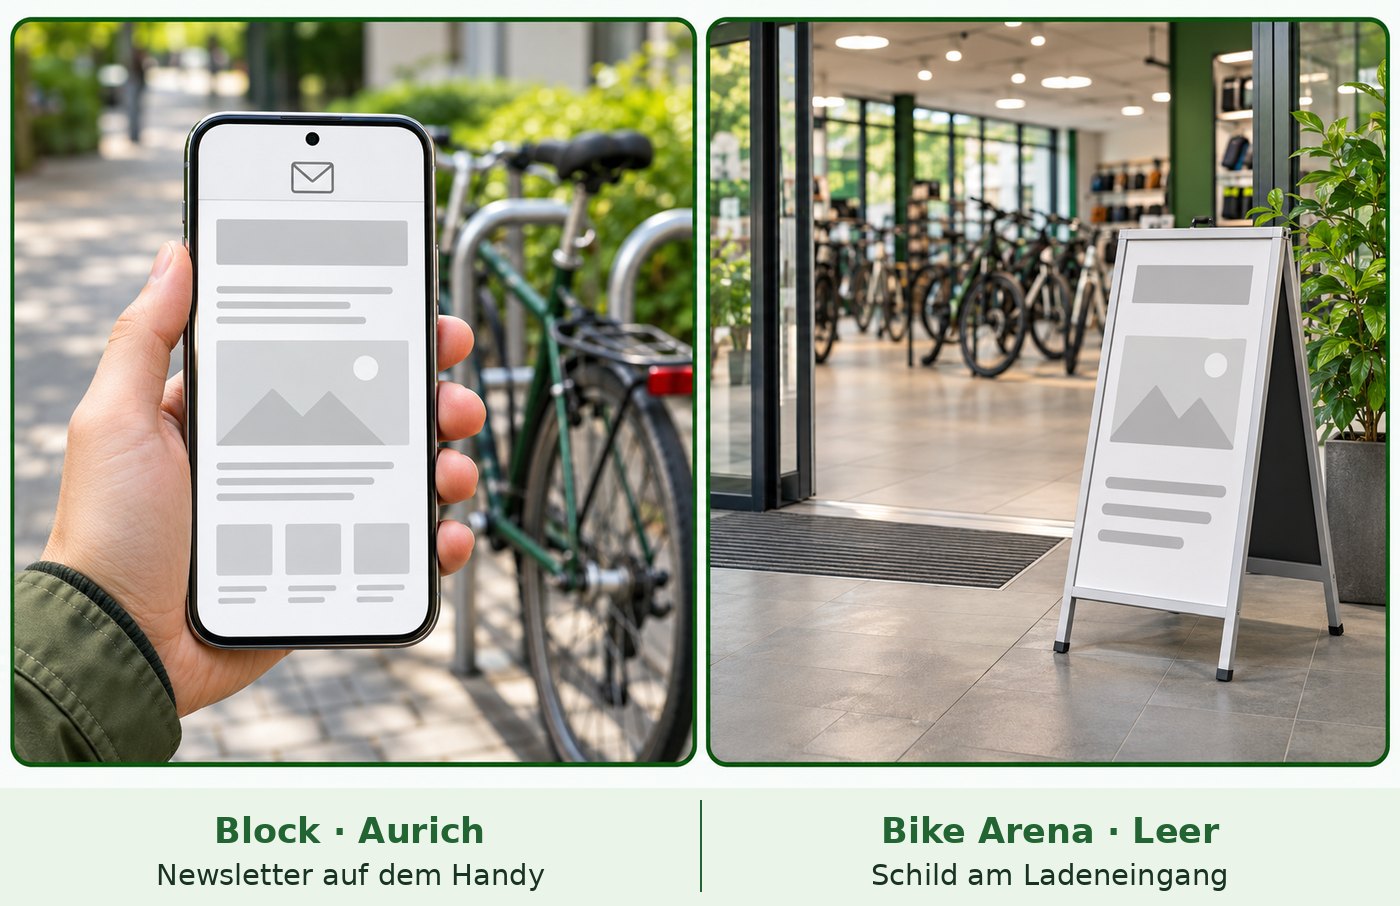 Block · Aurich
Newsletter auf dem Handy
Bike Arena · Leer
Schild am Ladeneingang